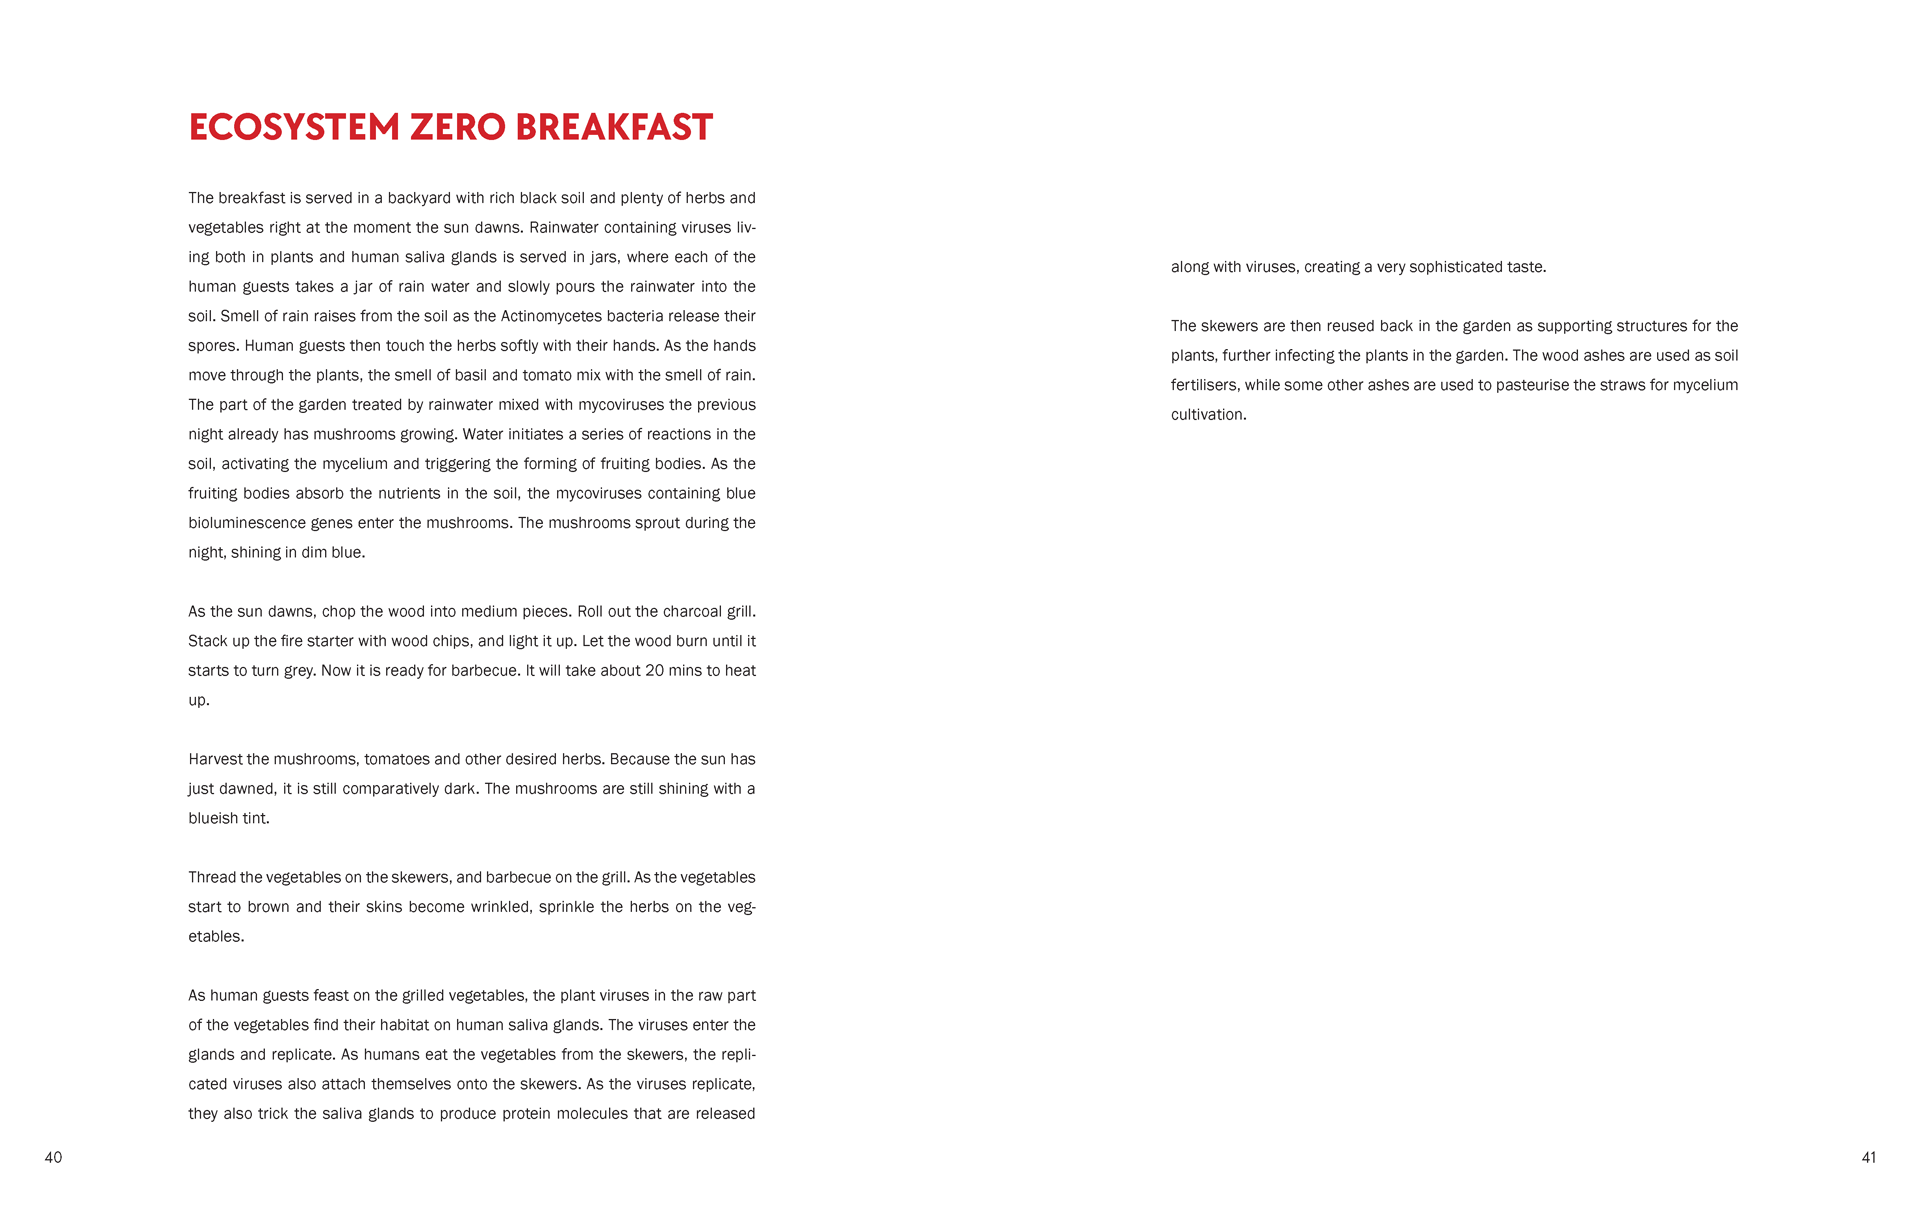 ECOSYSTEM ZERO BREAKFAST
The breakfast is served in a backyard with rich black soil and plenty of herbs and
vegetables right at the moment the sun dawns. Rainwater containing viruses liv-
ing both in plants and human saliva glands is served in jars, where each of the
human guests takes a jar of rain water and slowly pours the rainwater into the
soil. Smell of rain raises from the soil as the Actinomycetes bacteria release their
spores. Human guests then touch the herbs softly with their hands. As the hands
move through the plants, the smell of basil and tomato mix with the smell of rain.
The part of the garden treated by rainwater mixed with mycoviruses the previous
night already has mushrooms growing. Water initiates a series of reactions in the
soil, activating the mycelium and triggering the forming of fruiting bodies. As the
fruiting bodies absorb the nutrients in the soil, the mycoviruses containing blue
bioluminescence genes enter the mushrooms. The mushrooms sprout during the
night, shining in dim blue.
As the sun dawns, chop the wood into medium pieces. Roll out the charcoal grill.
Stack up the fire starter with wood chips, and light it up. Let the wood burn until it
starts to turn grey. Now it is ready for barbecue. It will take about 20 mins to heat
up.
Harvest the mushrooms, tomatoes and other desired herbs. Because the sun has
just dawned, it is still comparatively dark. The mushrooms are still shining with a
blueish tint.
Thread the vegetables on the skewers, and barbecue on the grill. As the vegetables
start to brown and their skins become wrinkled, sprinkle the herbs on the veg-
etables.
As human guests feast on the grilled vegetables, the plant viruses in the raw part
of the vegetables find their habitat on human saliva glands. The viruses enter the
glands and replicate. As humans eat the vegetables from the skewers, the repli-
cated viruses also attach themselves onto the skewers. As the viruses replicate,
they also trick the saliva glands to produce protein molecules that are released
40
along with viruses, creating a very sophisticated taste.
The skewers are then reused back in the garden as supporting structures for the
plants, further infecting the plants in the garden. The wood ashes are used as soil
fertilisers, while some other ashes are used to pasteurise the straws for mycelium
cultivation.
41